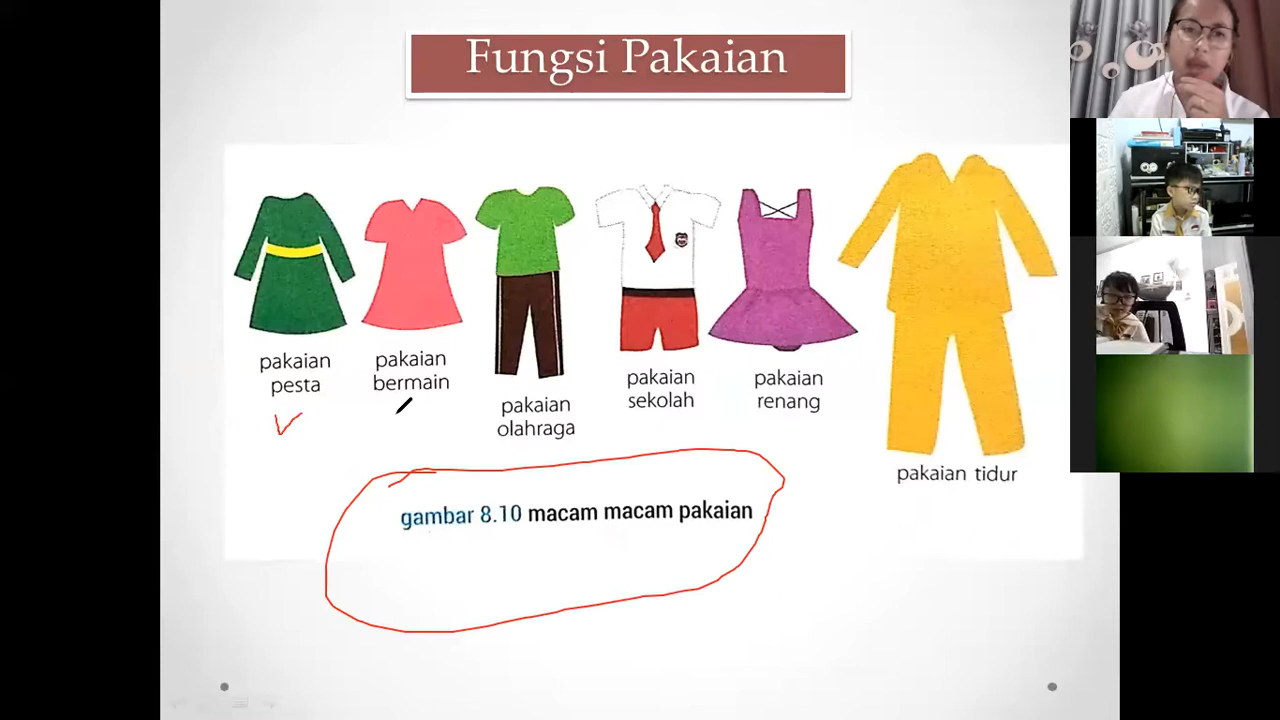 Fungsi Pakaian
pakaian
pesta
pakaian
bermain
pakaian
olahraga
pakaian
sekolah
pakaian
renang
pakaian tidur
gambar 8.10 macam macam pakaian